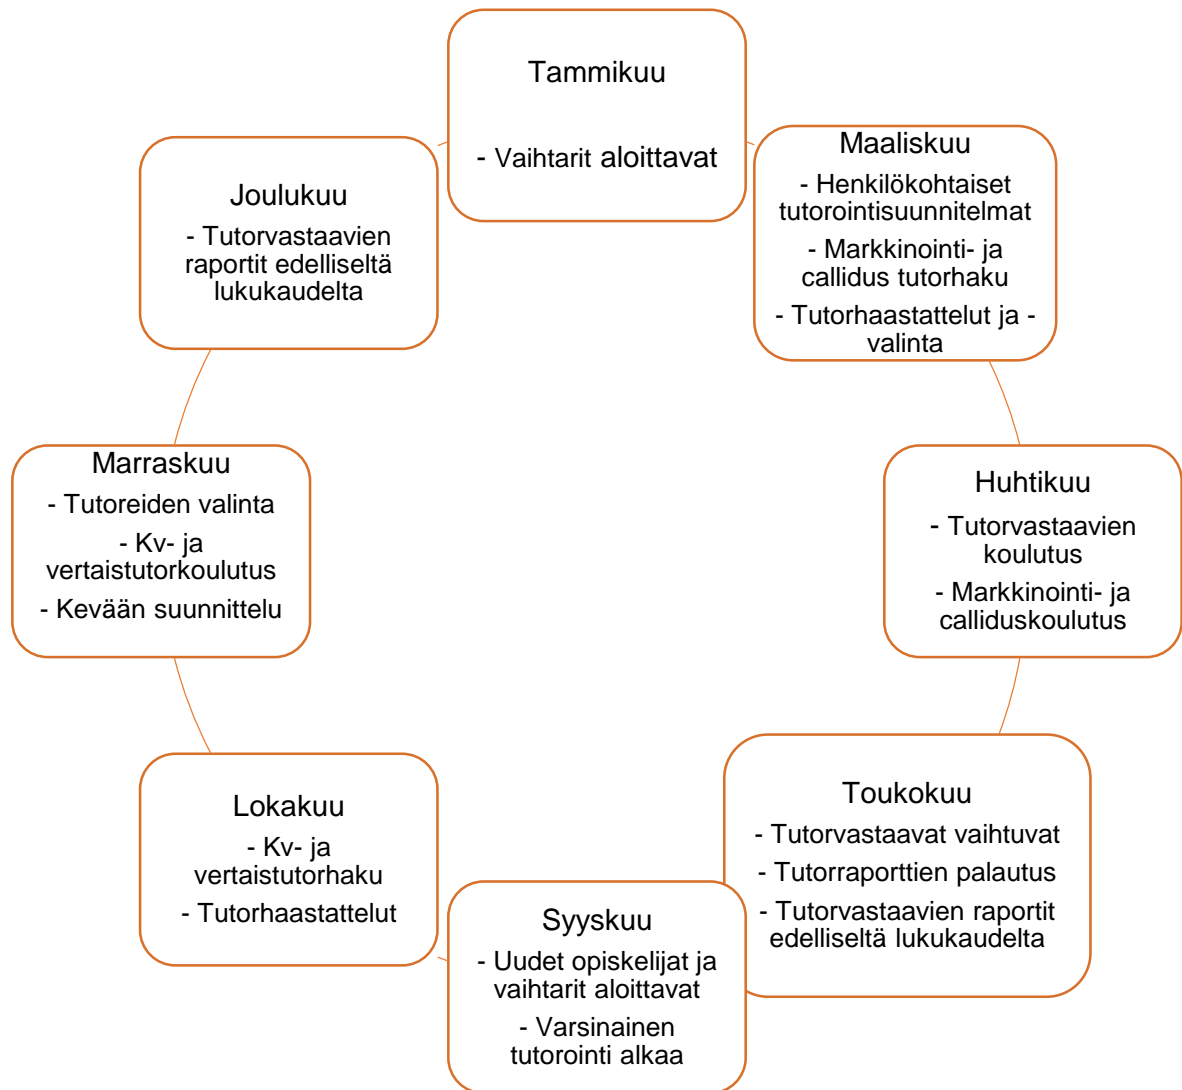 Tammikuu
- Vaihtarit aloittavat
Maaliskuu
- Henkilökohtaiset
tutorointisuunnitelmat
- Markkinointi- ja
callidus tutorhaku
- Tutorhaastattelut ja -
valinta
Huhtikuu
- Tutorvastaavien
koulutus
- Markkinointi- ja
calliduskoulutus
Toukokuu
- Tutorvastaavat vaihtuvat
- Tutorraporttien palautus
- Tutorvastaavien raportit
edelliseltä lukukaudelta
Syyskuu
- Uudet opiskelijat ja
vaihtarit aloittavat
- Varsinainen
tutorointi alkaa
Lokakuu
- Kv- ja
vertaistutorhaku
- Tutorhaastattelut
Marraskuu
- Tutoreiden valinta
- Kv- ja
vertaistutorkoulutus
- Kevään suunnittelu
Joulukuu
- Tutorvastaavien
raportit edelliseltä
lukukaudelta